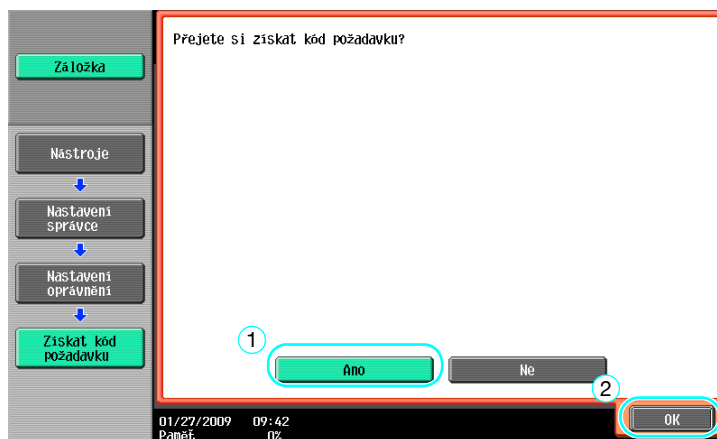 Přejete si získat kód požadavku?
Záložka
Nástroje
Nastavení
správce
Nastavení
oprávnění
Získat kód
požadavku
1
Ano
Ne
2
OK
01/27/2009 09:42
Paměť. 0%